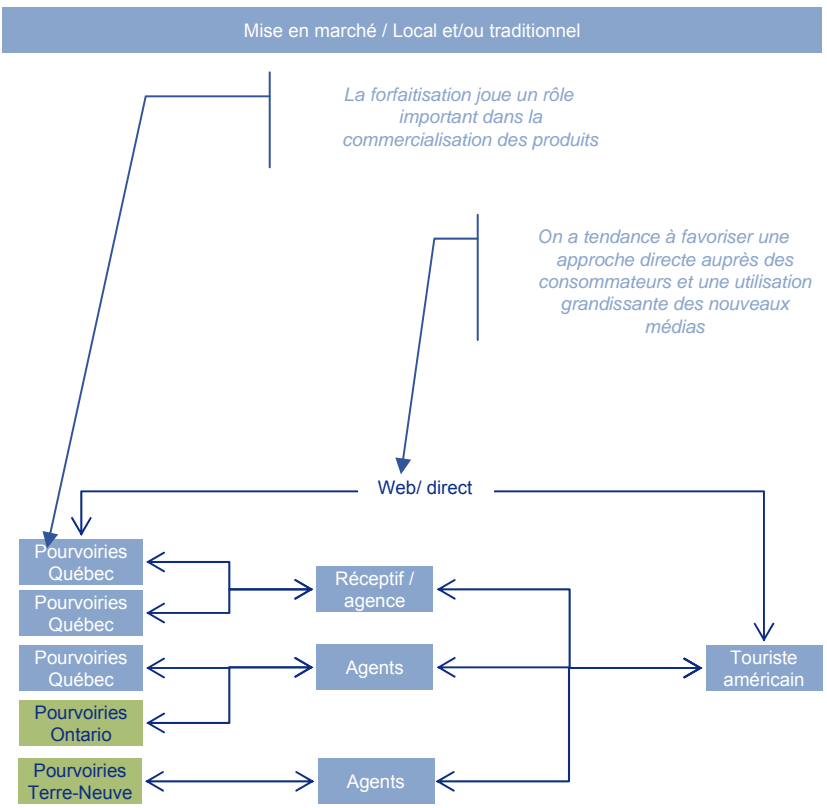 Mise en marché / Local et/ou traditionnel
La forfaitisation joue un rôle
important dans la
commercialisation des produits
On a tendance à favoriser une
approche directe auprès des
consommateurs et une utilisation
grandissante des nouveaux
médias
Web/ direct
Pourvoiries
Québec
Réceptif /
agence
Pourvoiries
Québec
Pourvoiries
Québec
Agents
Touriste
américain
Pourvoiries
Ontario
Pourvoiries
Terre-Neuve
Agents